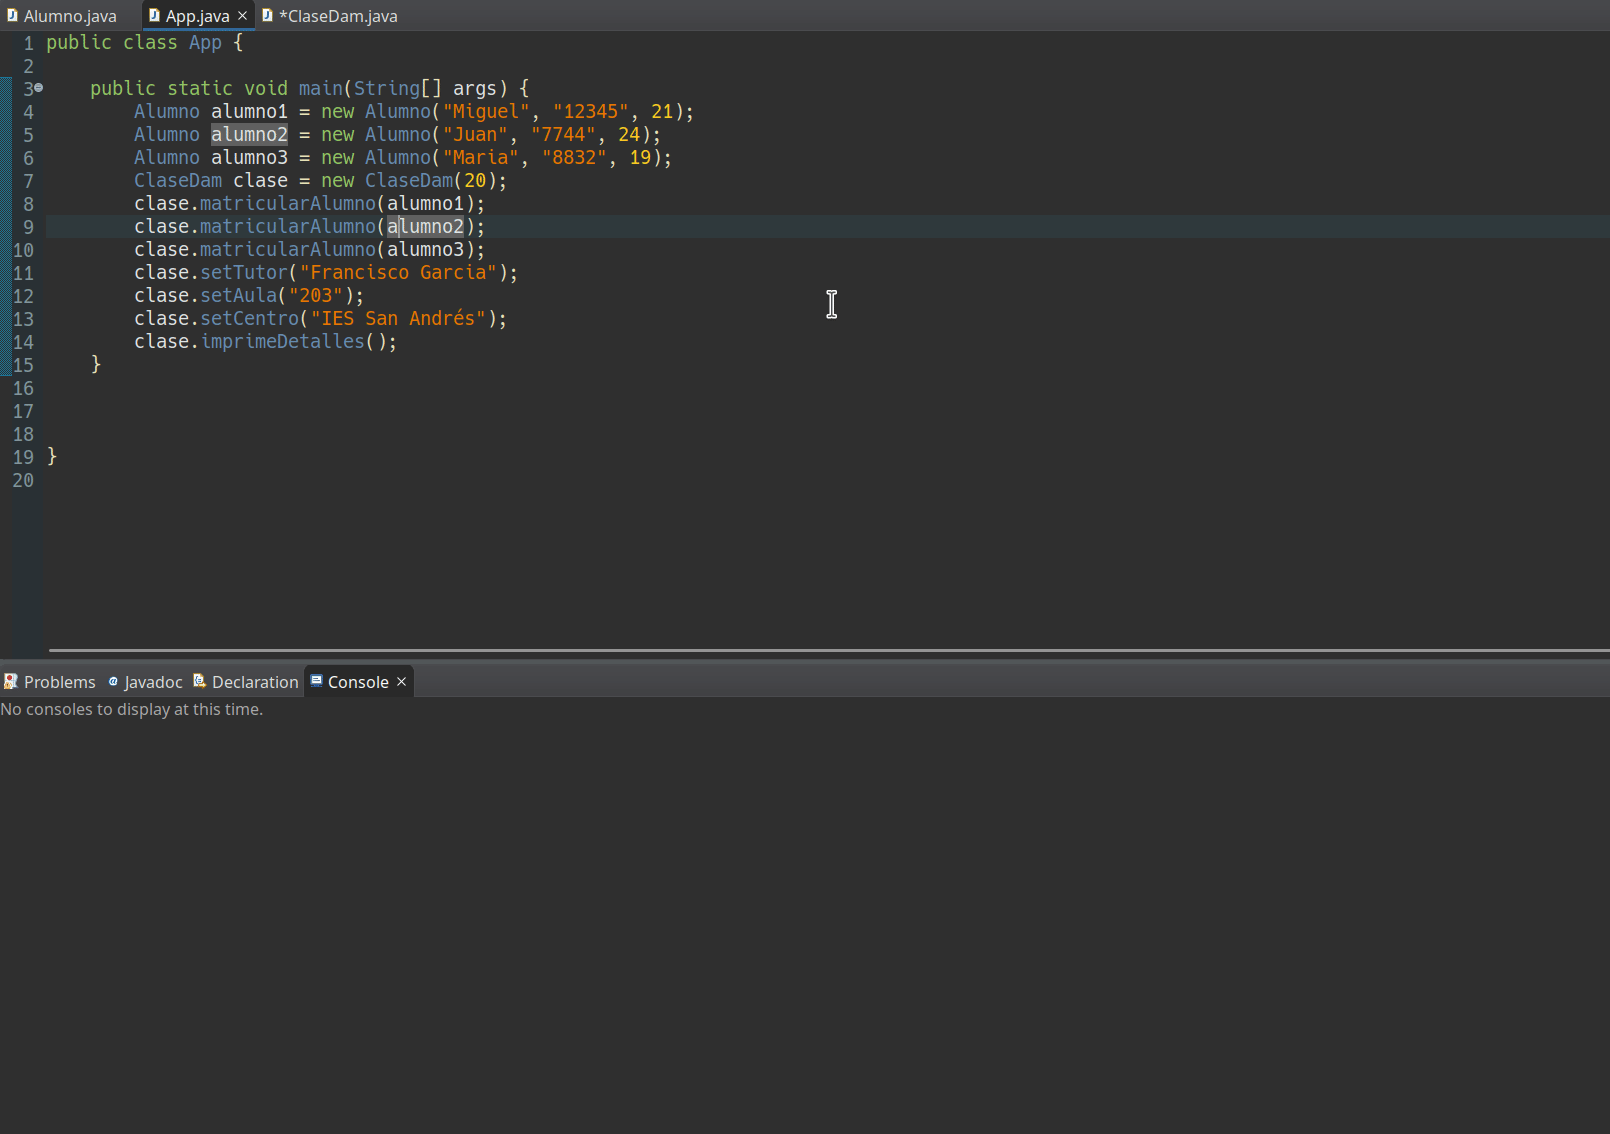 Alumno.java App.java *ClaseDam.java
1 public class App {
2
3 public static void main(String[] args) {
4 Alumno alumno1 = new Alumno("Miguel", "12345", 21);
5 Alumno alumno2 = new Alumno("Juan", "7744", 24);
6 Alumno alumno3 = new Alumno("Maria", "8832", 19);
7 ClaseDam clase = new ClaseDam(20);
8 clase.matricularAlumno(alumno1);
9 clase.matricularAlumno(alumno2);
10 clase.matricularAlumno(alumno3);
11 clase.setTutor("Francisco Garcia");
12 clase.setAula("203");
13 clase.setCentro("IES San Andrés");
14 clase.imprimeDetalles();
15 }
16
17
18
19 }
20
Problems Javadoc Declaration Console
No consoles to display at this time.